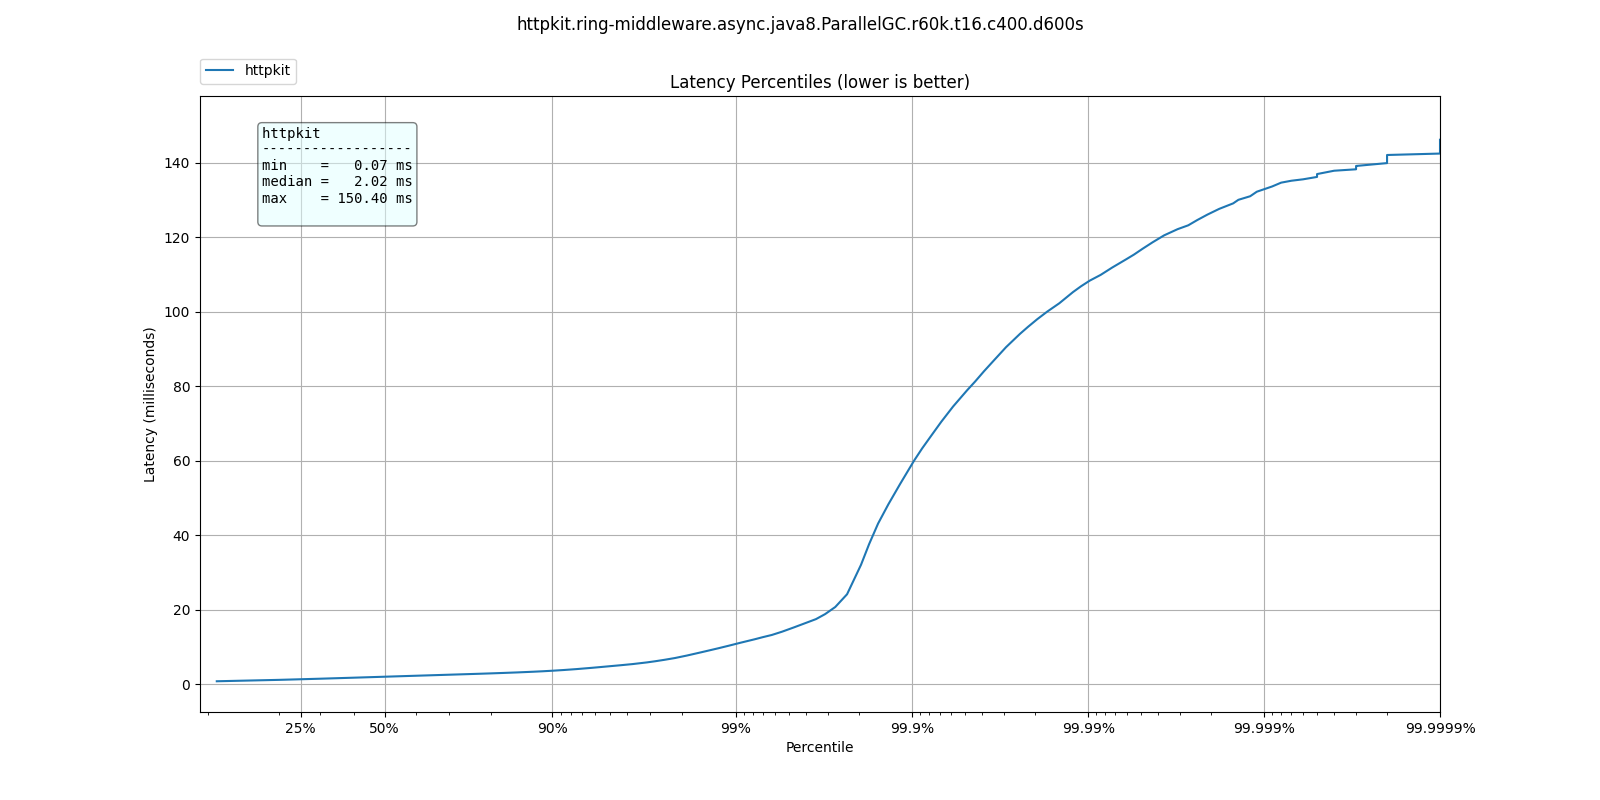 httpkit.ring-middleware.async.java8.ParallelGC.r60k.t16.c400.d600s
httpkit
Latency Percentiles (lower is better)
httpkit
------------------
min    =   0.07 ms
median =   2.02 ms
max    = 150.40 ms
140
120
100
80
60
40
20
0
Latency (milliseconds)
25% 50% 90% 99% 99.9% 99.99% 99.999% 99.9999%
Percentile